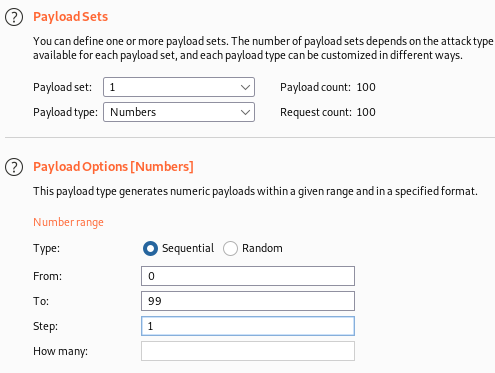 ? Payload Sets
You can define one or more payload sets. The number of payload sets depends on the attack type
available for each payload set, and each payload type can be customized in different ways.
Payload set: 1 Payload count: 100
Payload type: Numbers Request count: 100
? Payload Options [Numbers]
This payload type generates numeric payloads within a given range and in a specified format.
Number range
Type: Sequential Random
From: 0
To: 99
Step: 1
How many: